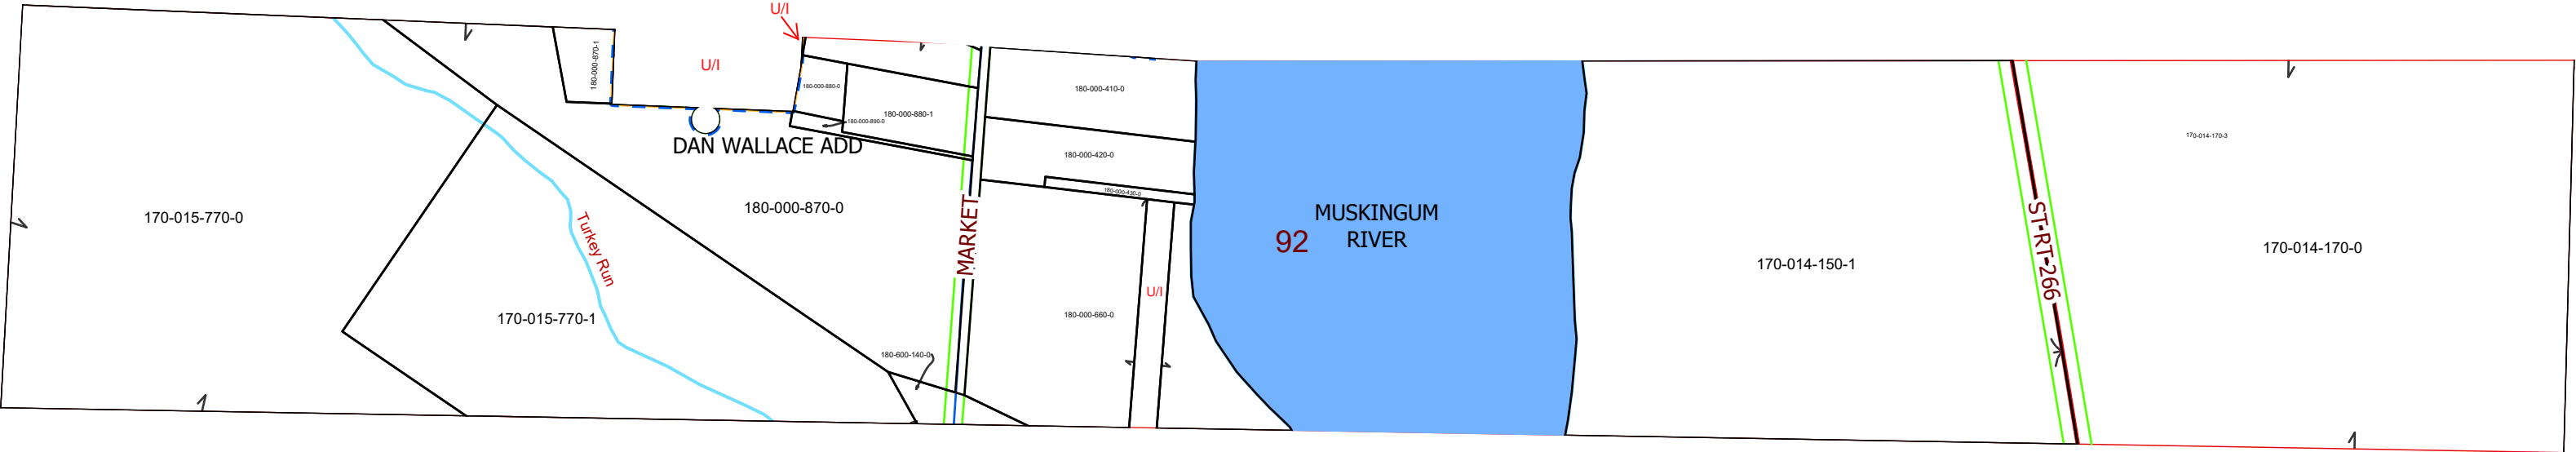 U/I
180-000-870-1
U/I
180-000-880-0
180-000-880-1
180-000-890-0
DAN WALLACE ADD
180-000-410-0
180-000-420-0
180-000-430-0
170-015-770-0
180-000-870-0
Turkey Run
MARKET
170-015-770-1
180-600-140-0
180-000-660-0
U/I
92
MUSKINGUM
RIVER
170-014-150-1
ST-RT-266
170-014-170-3
170-014-170-0